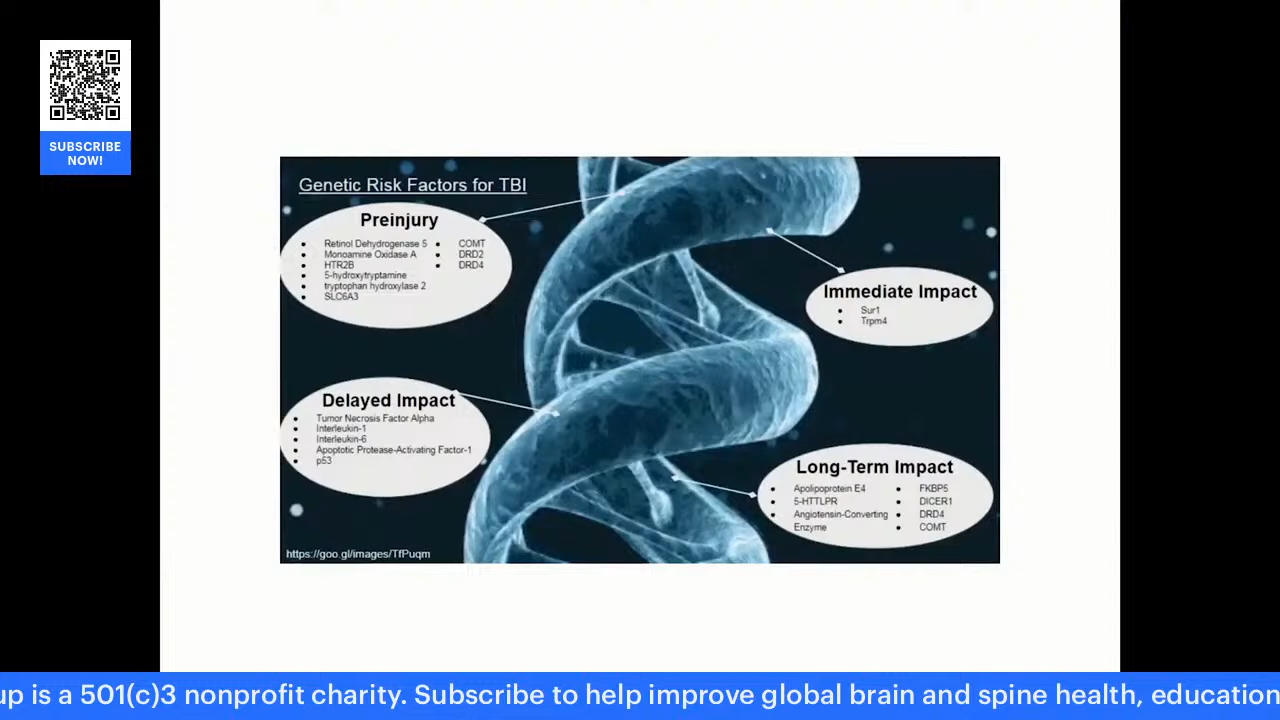 SUBSCRIBE
NOW!
Genetic Risk Factors for TBI
Preinjury
Retinol Dehydrogenase 5
Monoamine Oxidase A
HTR2B
5-hydroxytryptamine
tryptophan hydroxylase 2
SLC6A3
COMT
DRD2
DRD4
Immediate Impact
Sur1
Trpm4
Delayed Impact
Tumor Necrosis Factor Alpha
Interleukin-1
Interleukin-6
Apoptotic Protease-Activating Factor-1
p53
Long-Term Impact
Apolipoprotein E4
5-HTTLPR
Angiotensin-Converting
Enzyme
FKBP5
DICER1
DRD4
COMT
https://goo.gl/images/TfPuqm
up is a 501(c)3 nonprofit charity. Subscribe to help improve global brain and spine health, education